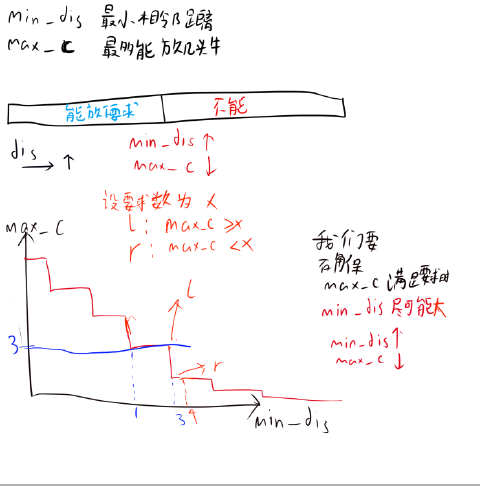 min_dis 最小相邻距离
max_c 最多能放几头牛
能放要求 不能
dis → ↑
min_dis ↑
max_c ↓
设要求数为 x
l: max_c ≥x
r: max_c <x
max_C
我们要
确保
max_c 满足要求时
min_dis 尽可能大
min_dis ↑
max_c ↓
l
r
3
1 3 4
min_dis